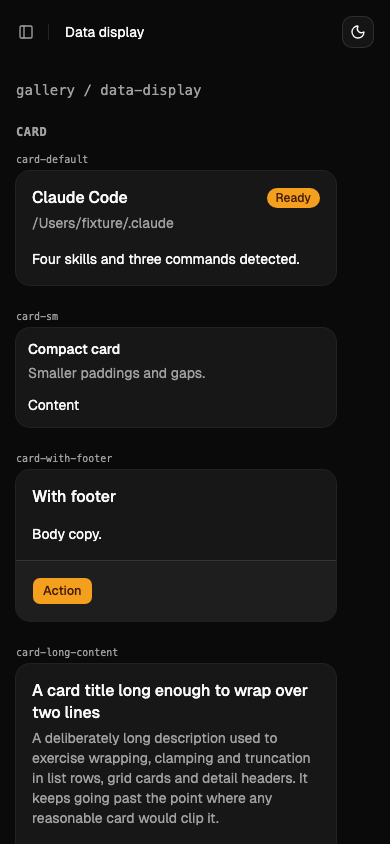 Data display
gallery / data-display
CARD
card-default
Claude Code
Ready
/Users/fixture/.claude
Four skills and three commands detected.
card-sm
Compact card
Smaller paddings and gaps.
Content
card-with-footer
With footer
Body copy.
Action
card-long-content
A card title long enough to wrap over
two lines
A deliberately long description used to
exercise wrapping, clamping and truncation
in list rows, grid cards and detail headers. It
keeps going past the point where any
reasonable card would clip it.